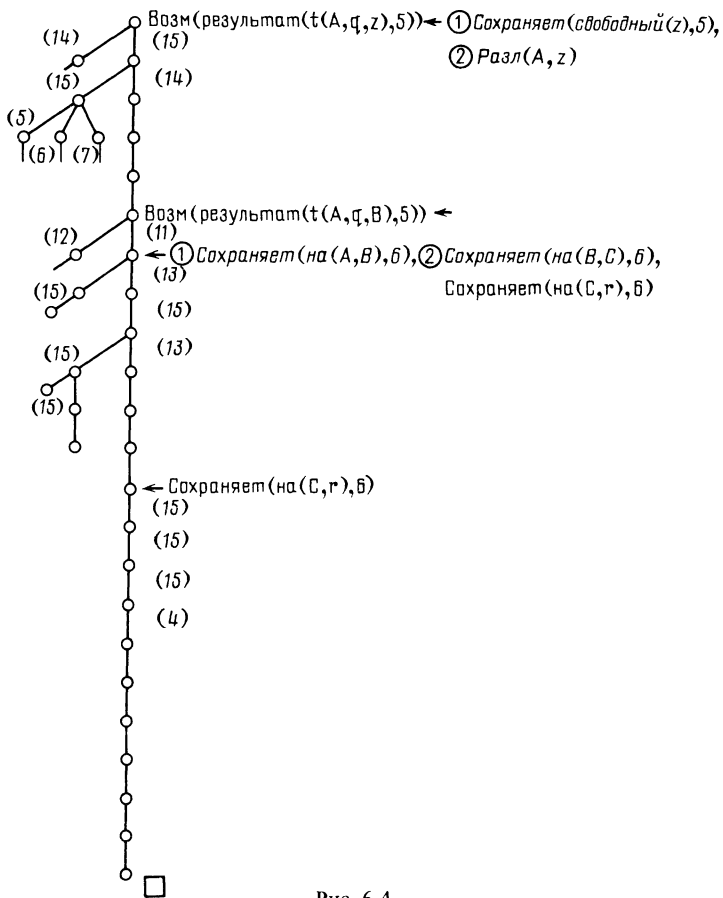 Возм(результат(t(A,q,z),5)) ← ① Сохраняет(свободный(z),5),
(14) (15)
② Разл(A,z)
(15) (14)
(5)
(6) (7)
Возм(результат(t(A,q,B),5)) ←
(12) (11)
← ① Сохраняет(на(A,B),6), ② Сохраняет(на(B,C),6),
(13)
(15) Сохраняет(на(C,r),6)
(15)
(15) (13)
(15)
← Сохраняет(на(C,r),6)
(15)
(15)
(15)
(4)
Рис. 6.4